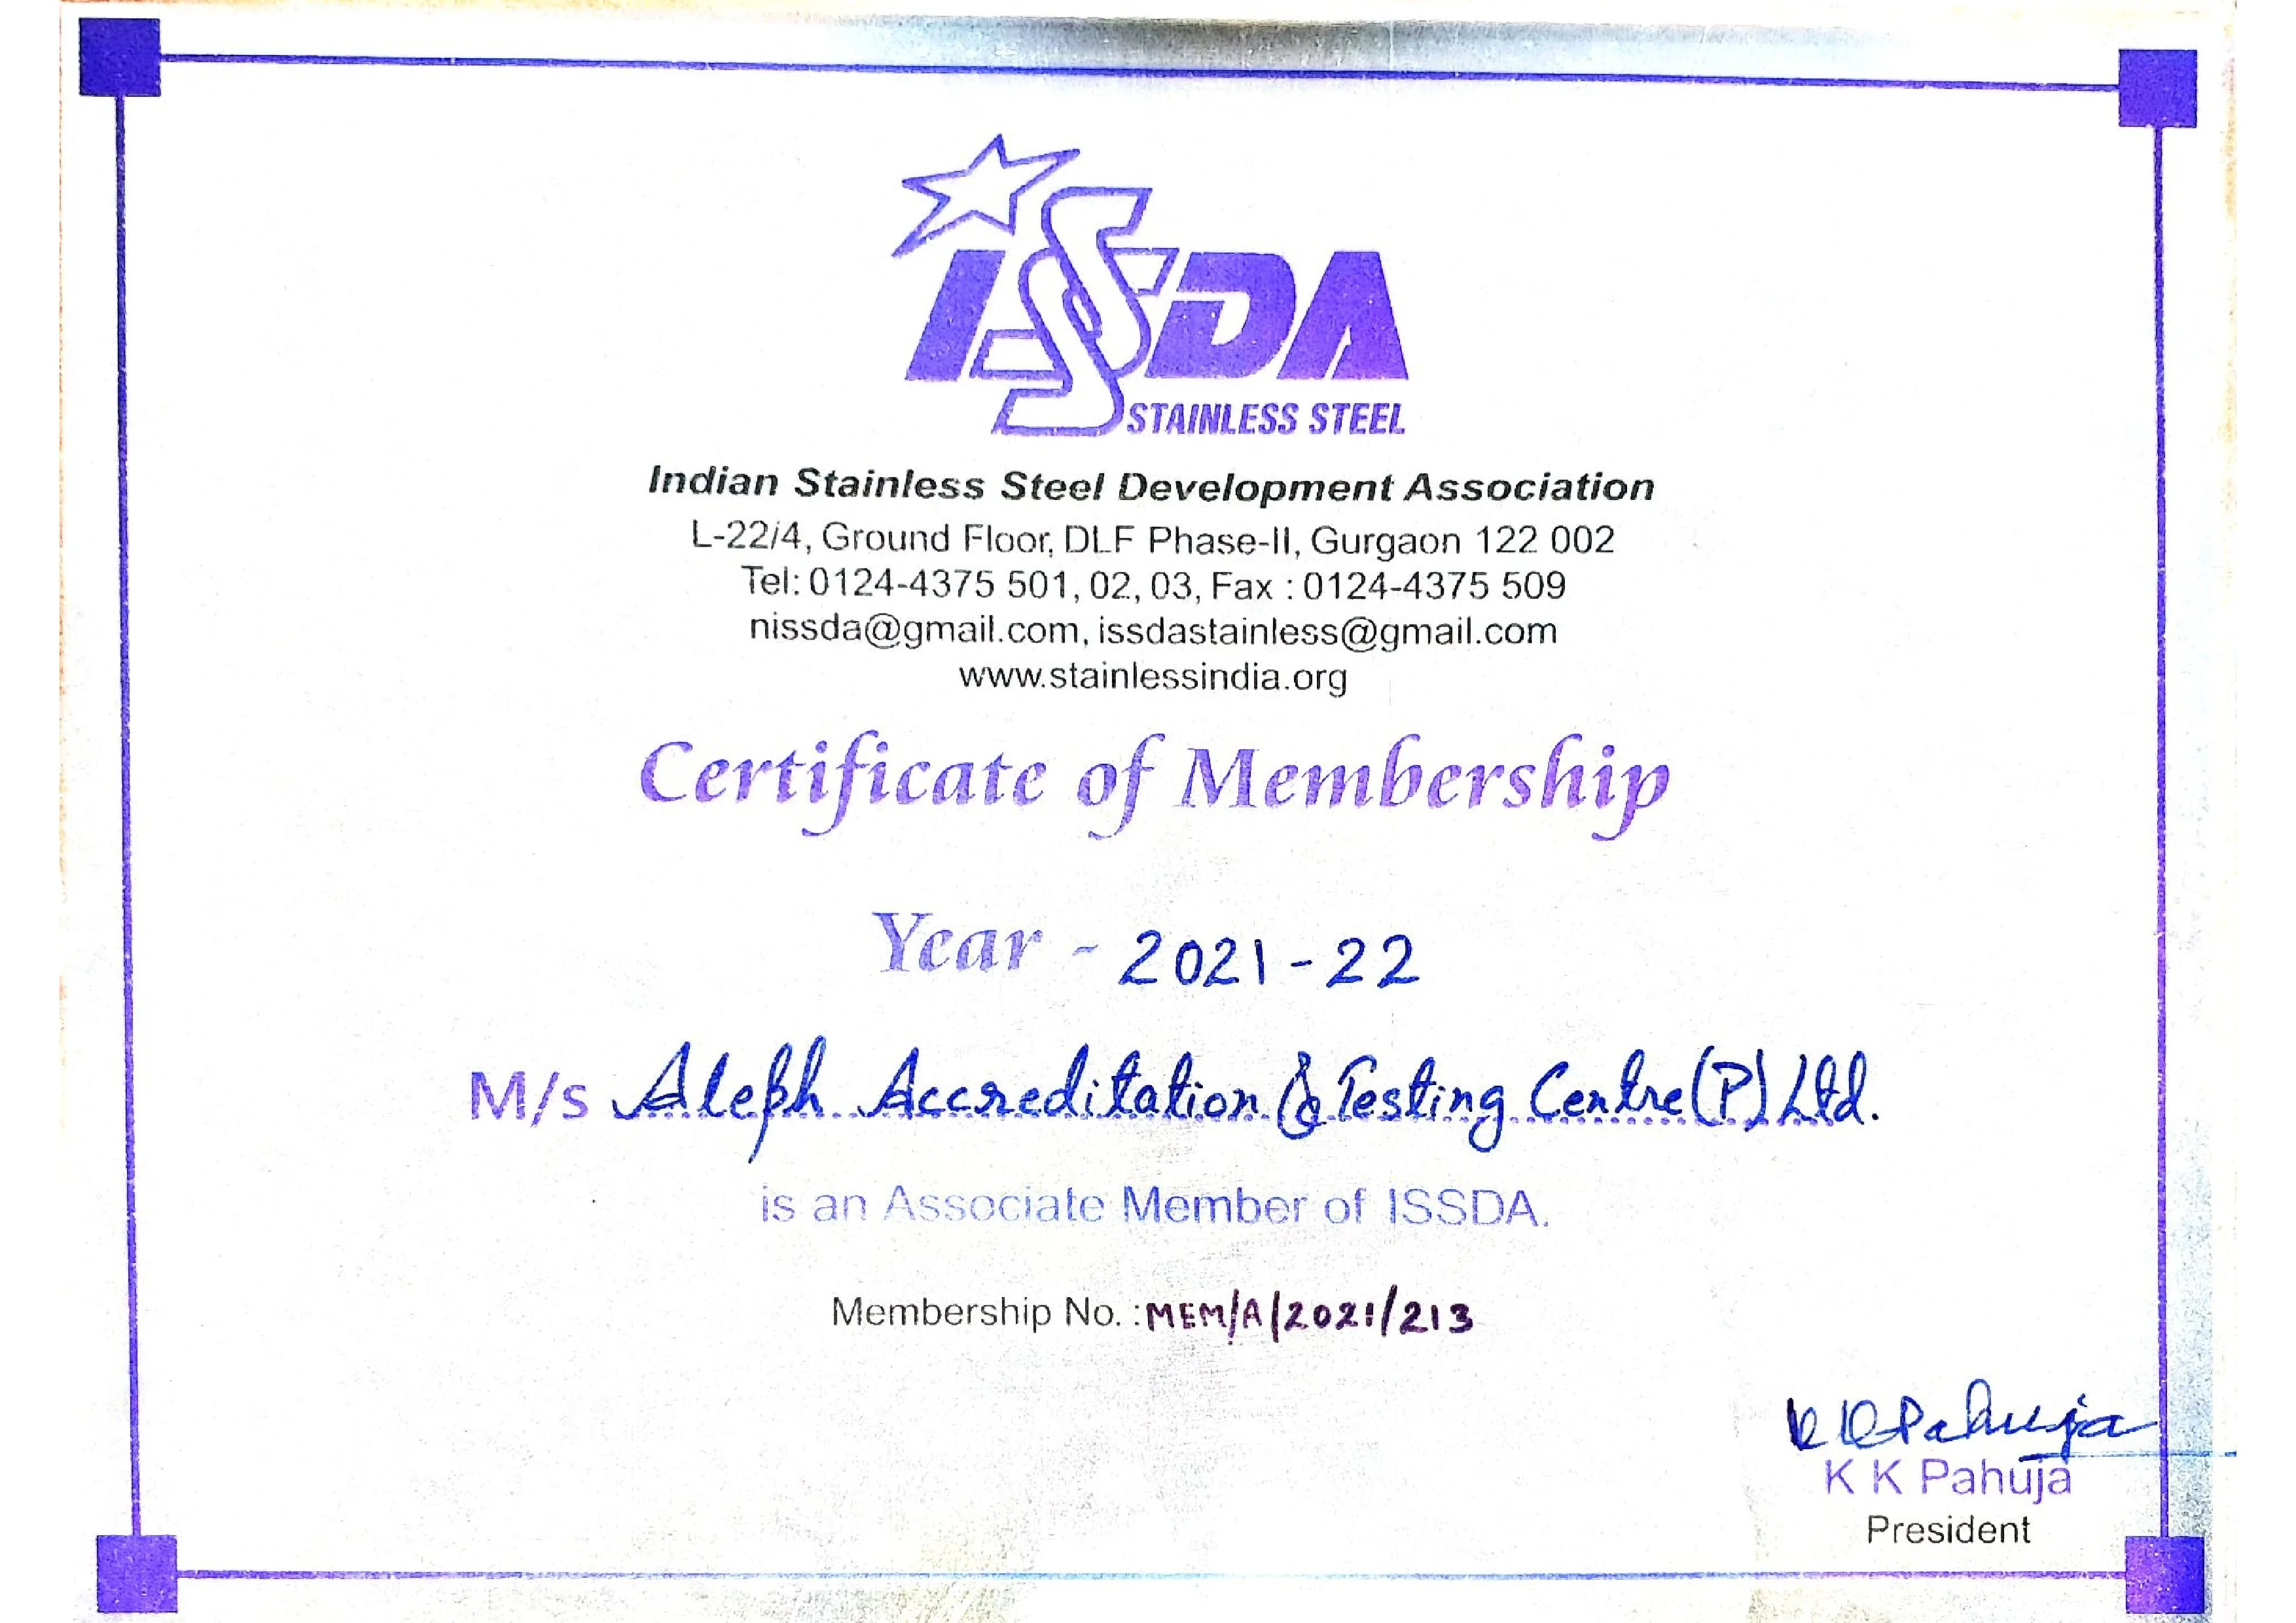 ISSDA
STAINLESS STEEL
Indian Stainless Steel Development Association
L-22/4, Ground Floor, DLF Phase-II, Gurgaon 122 002
Tel: 0124-4375 501, 02, 03, Fax : 0124-4375 509
nissda@gmail.com, issdastainless@gmail.com
www.stainlessindia.org
Certificate of Membership
Year - 2021-22
M/s Aleph Accreditation & Testing Centre (P) Ltd.
is an Associate Member of ISSDA.
Membership No. : MEM/A/2021/213
K K Pahuja
K K Pahuja
President